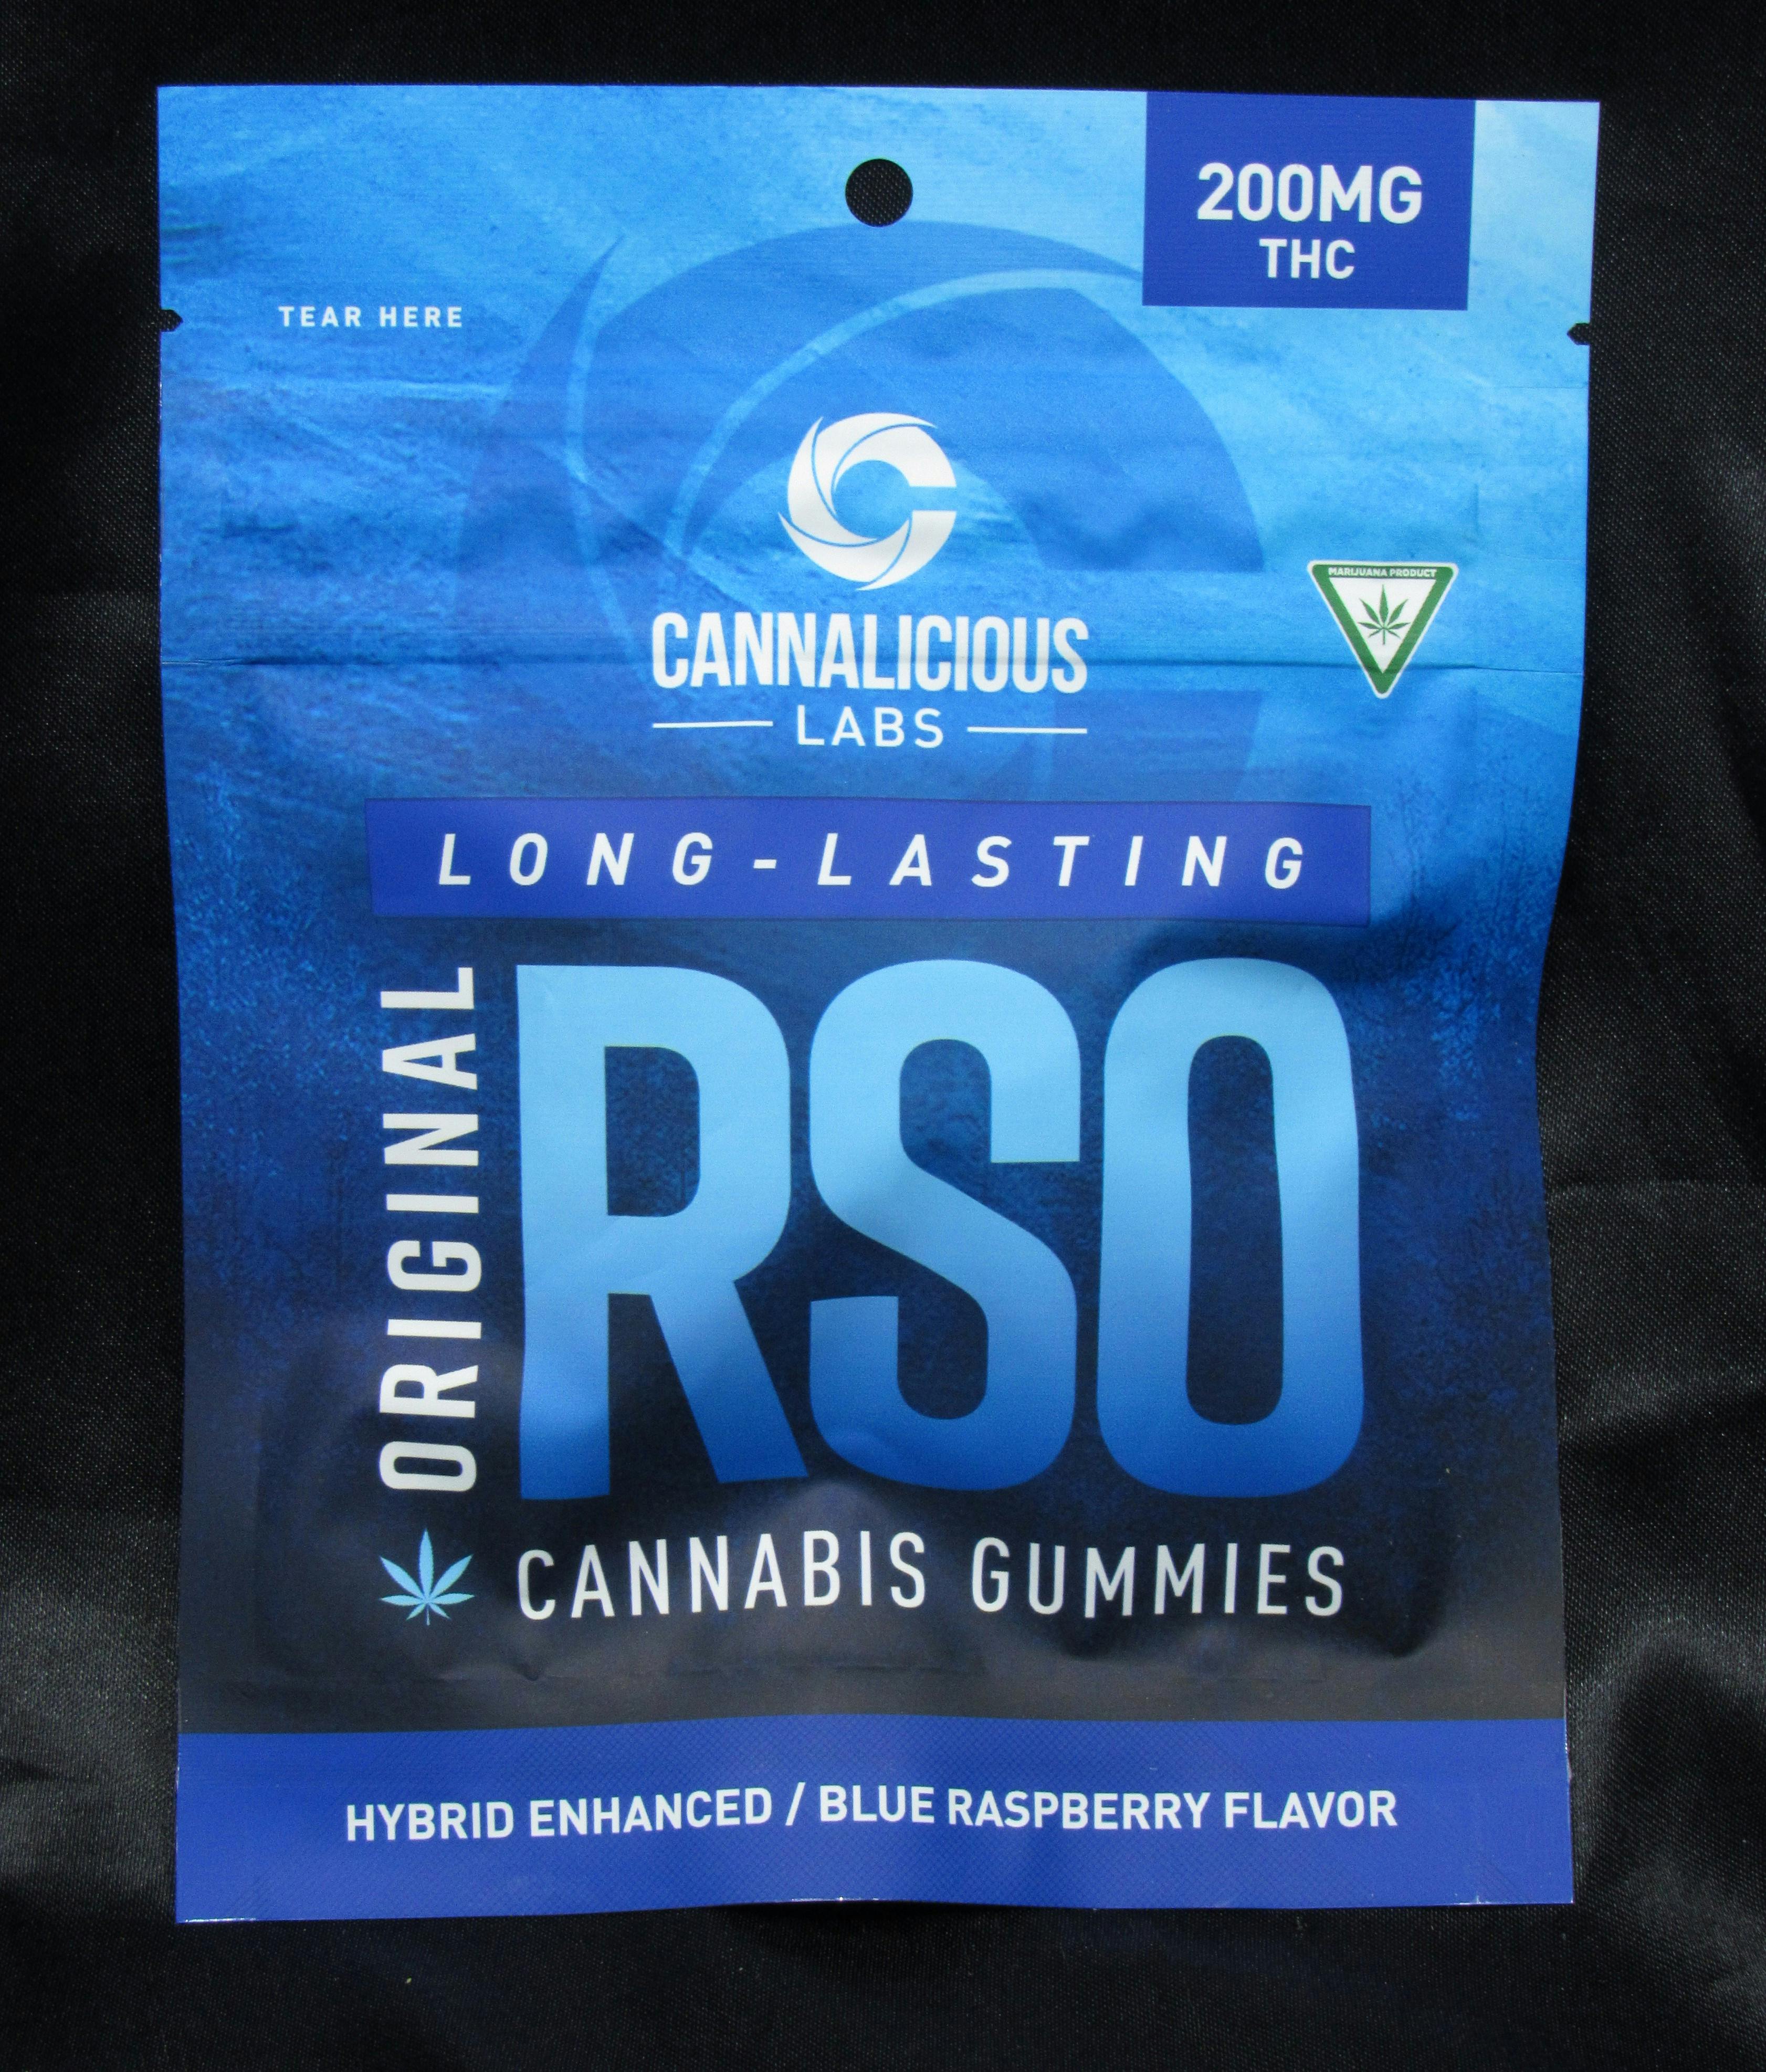 200MG
THC
TEAR HERE
MARIJUANA PRODUCT
CANNALICIOUS
LABS
LONG-LASTING
ORIGINAL
RSO
CANNABIS GUMMIES
HYBRID ENHANCED / BLUE RASPBERRY FLAVOR